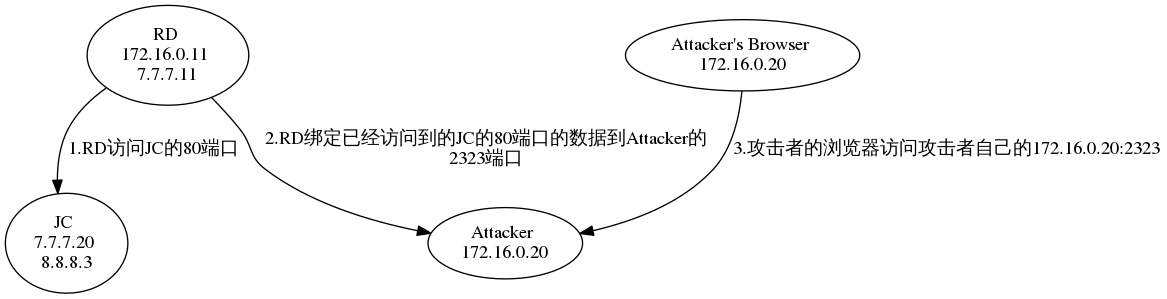 RD
172.16.0.11
7.7.7.11
Attacker's Browser
172.16.0.20
1.RD访问JC的80端口
2.RD绑定已经访问到的JC的80端口的数据到Attacker的
2323端口
3.攻击者的浏览器访问攻击者自己的172.16.0.20:2323
JC
7.7.7.20
8.8.8.3
Attacker
172.16.0.20